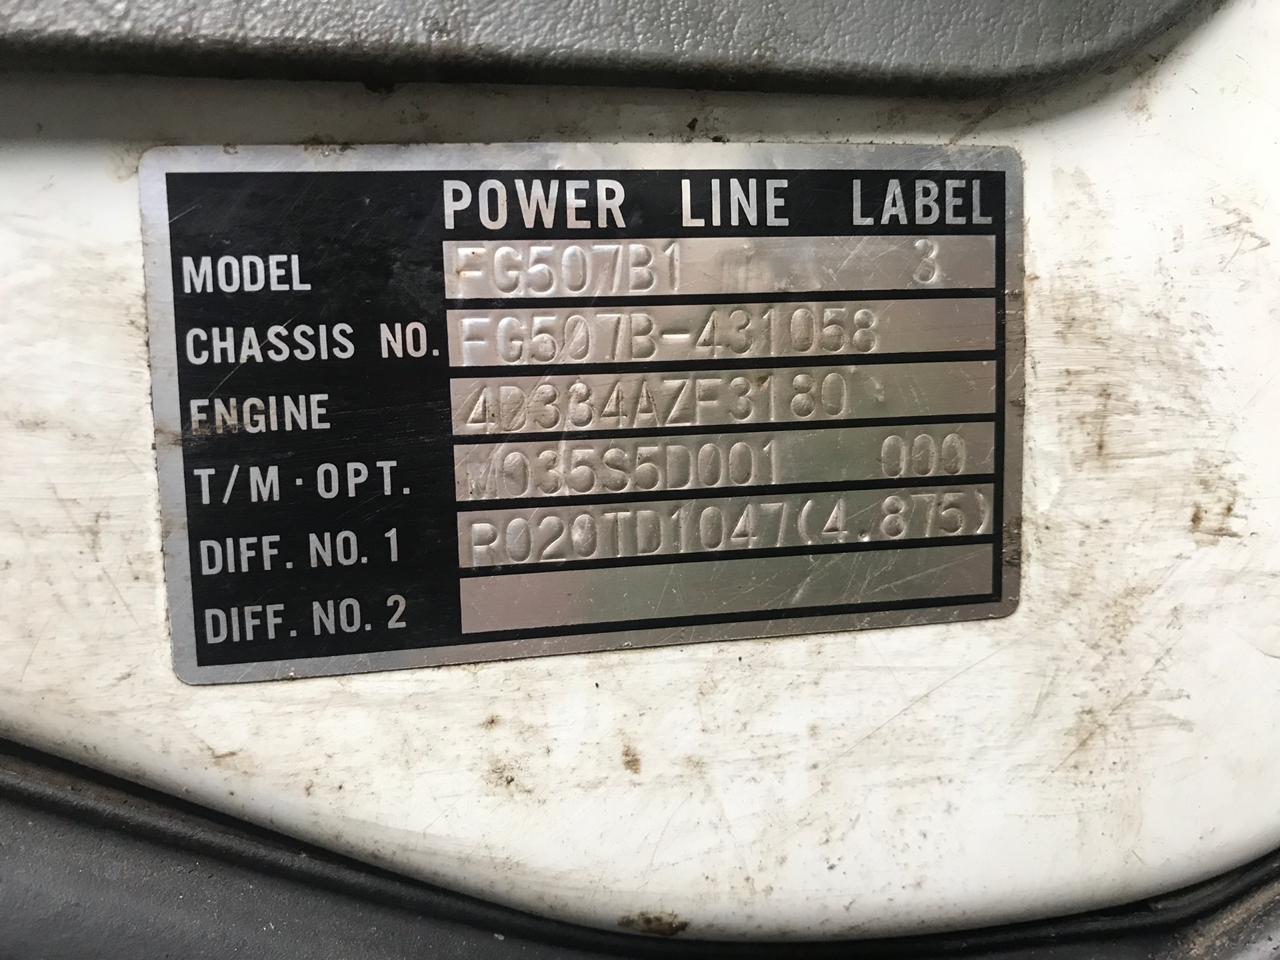 POWER LINE LABEL
MODEL FG507B1 3
CHASSIS NO. FG507B-431058
ENGINE 4D334AZF3180
T/M·OPT. M035S5D001 000
DIFF. NO. 1 R020TD1047(4.875)
DIFF. NO. 2